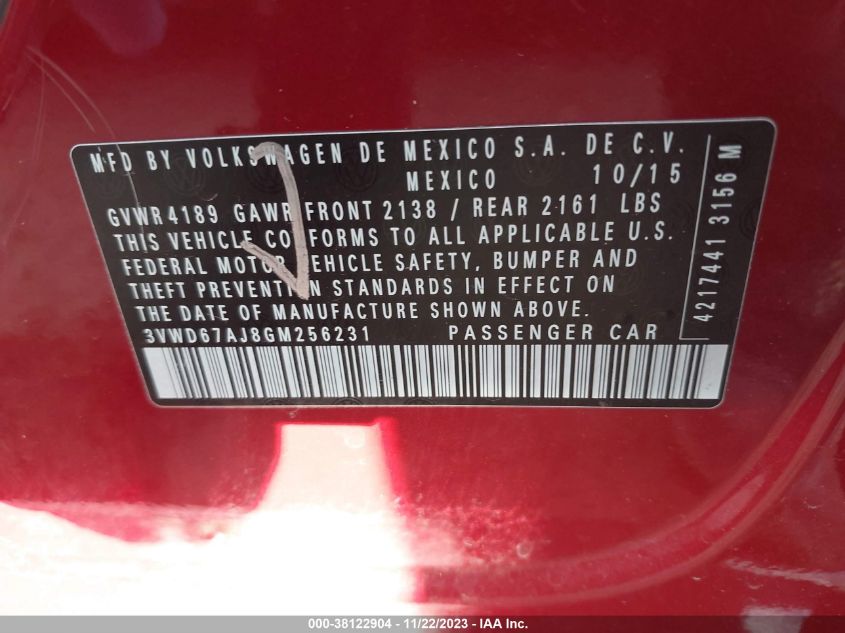 MFD BY VOLKSWAGEN DE MEXICO S.A. DE C.V.
MEXICO 10/15
GVWR 4189 GAWR FRONT 2138 / REAR 2161 LBS
THIS VEHICLE CONFORMS TO ALL APPLICABLE U.S.
FEDERAL MOTOR VEHICLE SAFETY, BUMPER AND
THEFT PREVENTION STANDARDS IN EFFECT ON
THE DATE OF MANUFACTURE SHOWN ABOVE.
3VWD67AJ8GM256231 PASSENGER CAR
4217441 3156 M
000-38122904 - 11/22/2023 - IAA Inc.